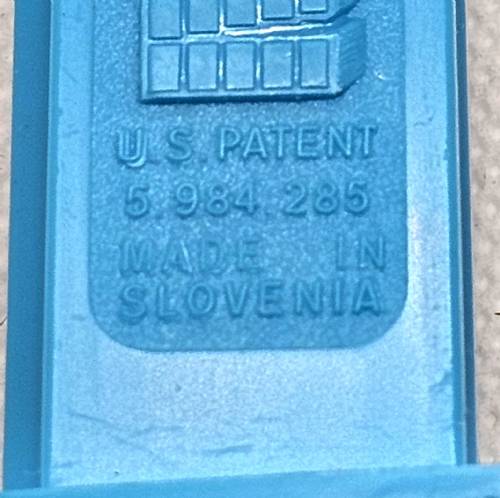 U.S. PATENT
5.984.285
MADE IN
SLOVENIA